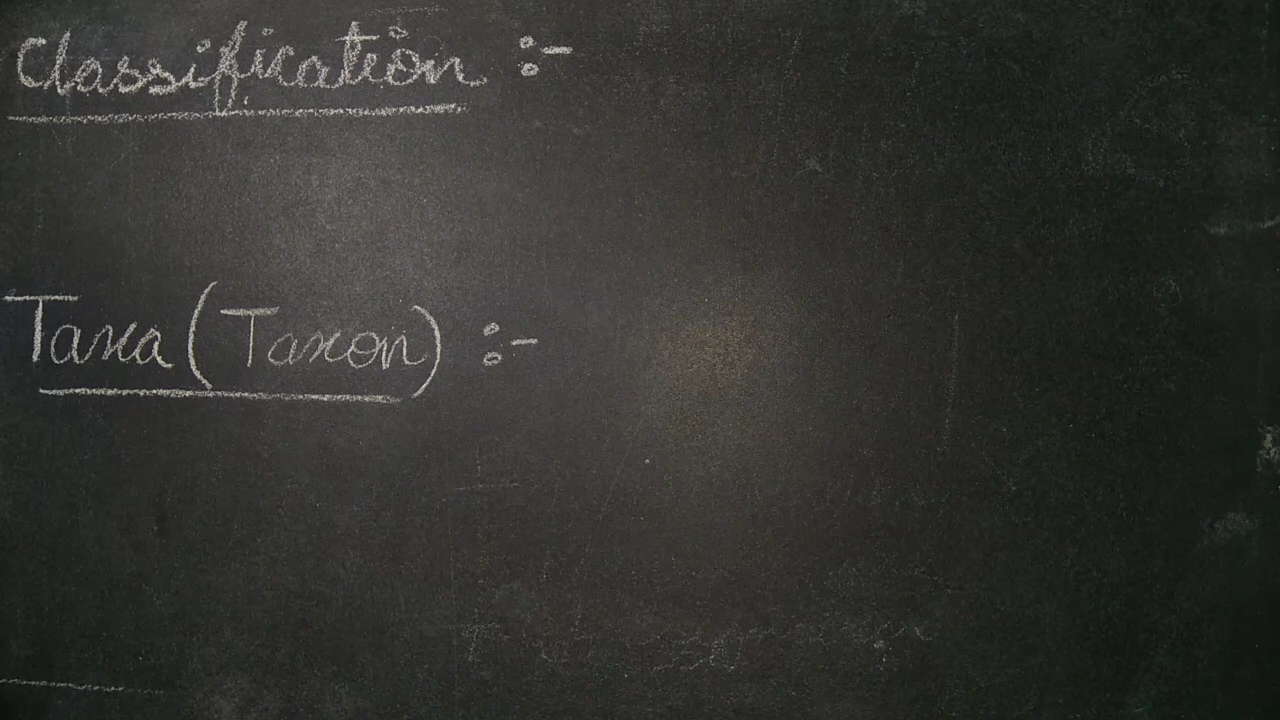 Classification :-
Taxa (Taxon) :-